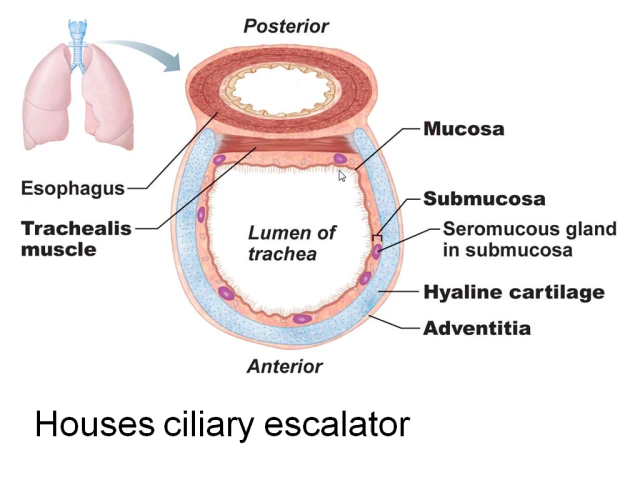 Posterior
Mucosa
Esophagus
Submucosa
Trachealis
muscle
Lumen of
trachea
Seromucous gland
in submucosa
Hyaline cartilage
Adventitia
Anterior
Houses ciliary escalator